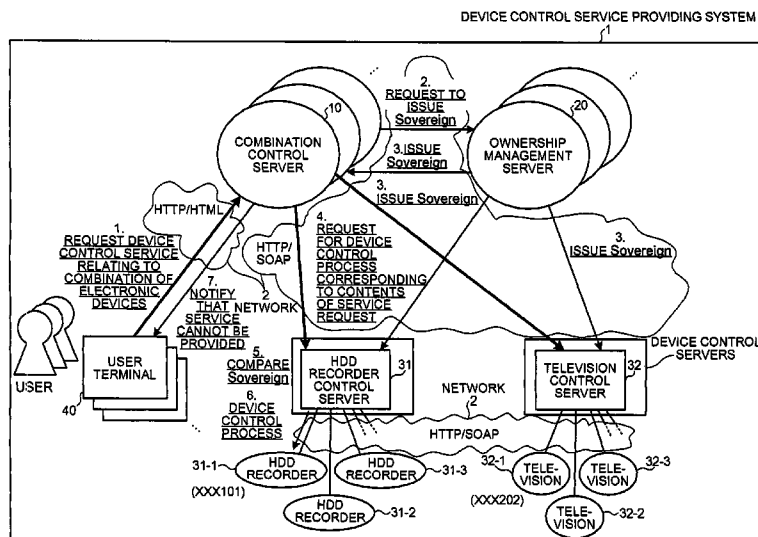 DEVICE CONTROL SERVICE PROVIDING SYSTEM
1
2.
REQUEST TO
ISSUE
Sovereign
10
20
COMBINATION
CONTROL
SERVER
OWNERSHIP
MANAGEMENT
SERVER
3. ISSUE
Sovereign
3.
ISSUE
Sovereign
HTTP/HTML
1.
REQUEST DEVICE
CONTROL SERVICE
RELATING TO
COMBINATION OF
ELECTRONIC
DEVICES
HTTP/
SOAP
4.
REQUEST
FOR DEVICE
CONTROL
PROCESS
CORRESPONDING
TO CONTENTS
OF SERVICE
REQUEST
3.
ISSUE Sovereign
7.
NOTIFY
THAT
SERVICE
CANNOT BE
PROVIDED
2
NETWORK
USER
USER
TERMINAL
40
5.
COMPARE
Sovereign
HDD
RECORDER
CONTROL
SERVER
31
TELEVISION
CONTROL
SERVER
32
DEVICE CONTROL
SERVERS
6.
DEVICE
CONTROL
PROCESS
NETWORK
2
HTTP/SOAP
31-1
HDD
RECORDER
(XXX101)
HDD
RECORDER
31-3
HDD
RECORDER
31-2
32-1
TELE-
VISION
(XXX202)
TELE-
VISION
32-3
TELE-
VISION
32-2